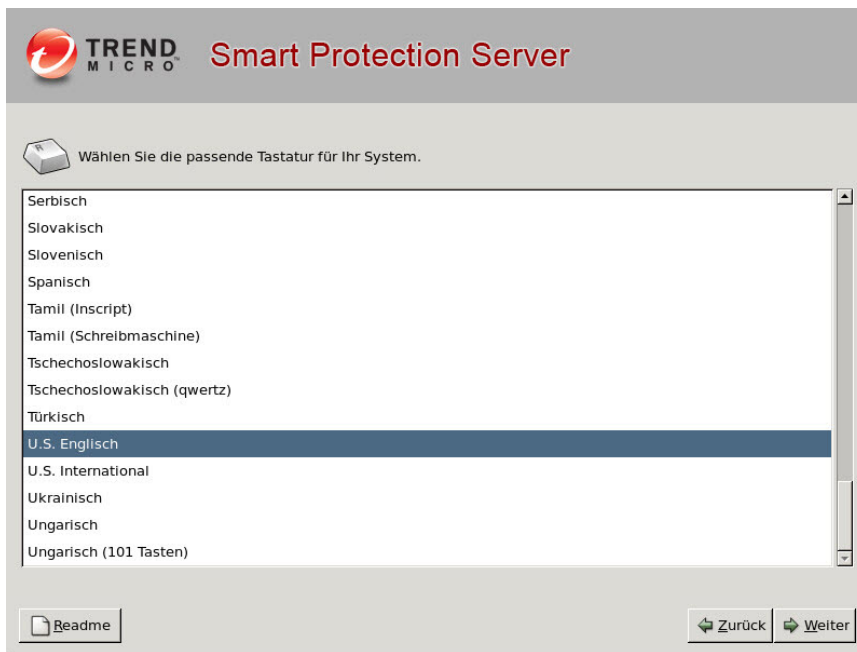 TREND
MICRO™
Smart Protection Server
Wählen Sie die passende Tastatur für Ihr System.
Serbisch
Slovakisch
Slovenisch
Spanisch
Tamil (Inscript)
Tamil (Schreibmaschine)
Tschechoslowakisch
Tschechoslowakisch (qwertz)
Türkisch
U.S. Englisch
U.S. International
Ukrainisch
Ungarisch
Ungarisch (101 Tasten)
Readme
Zurück
Weiter